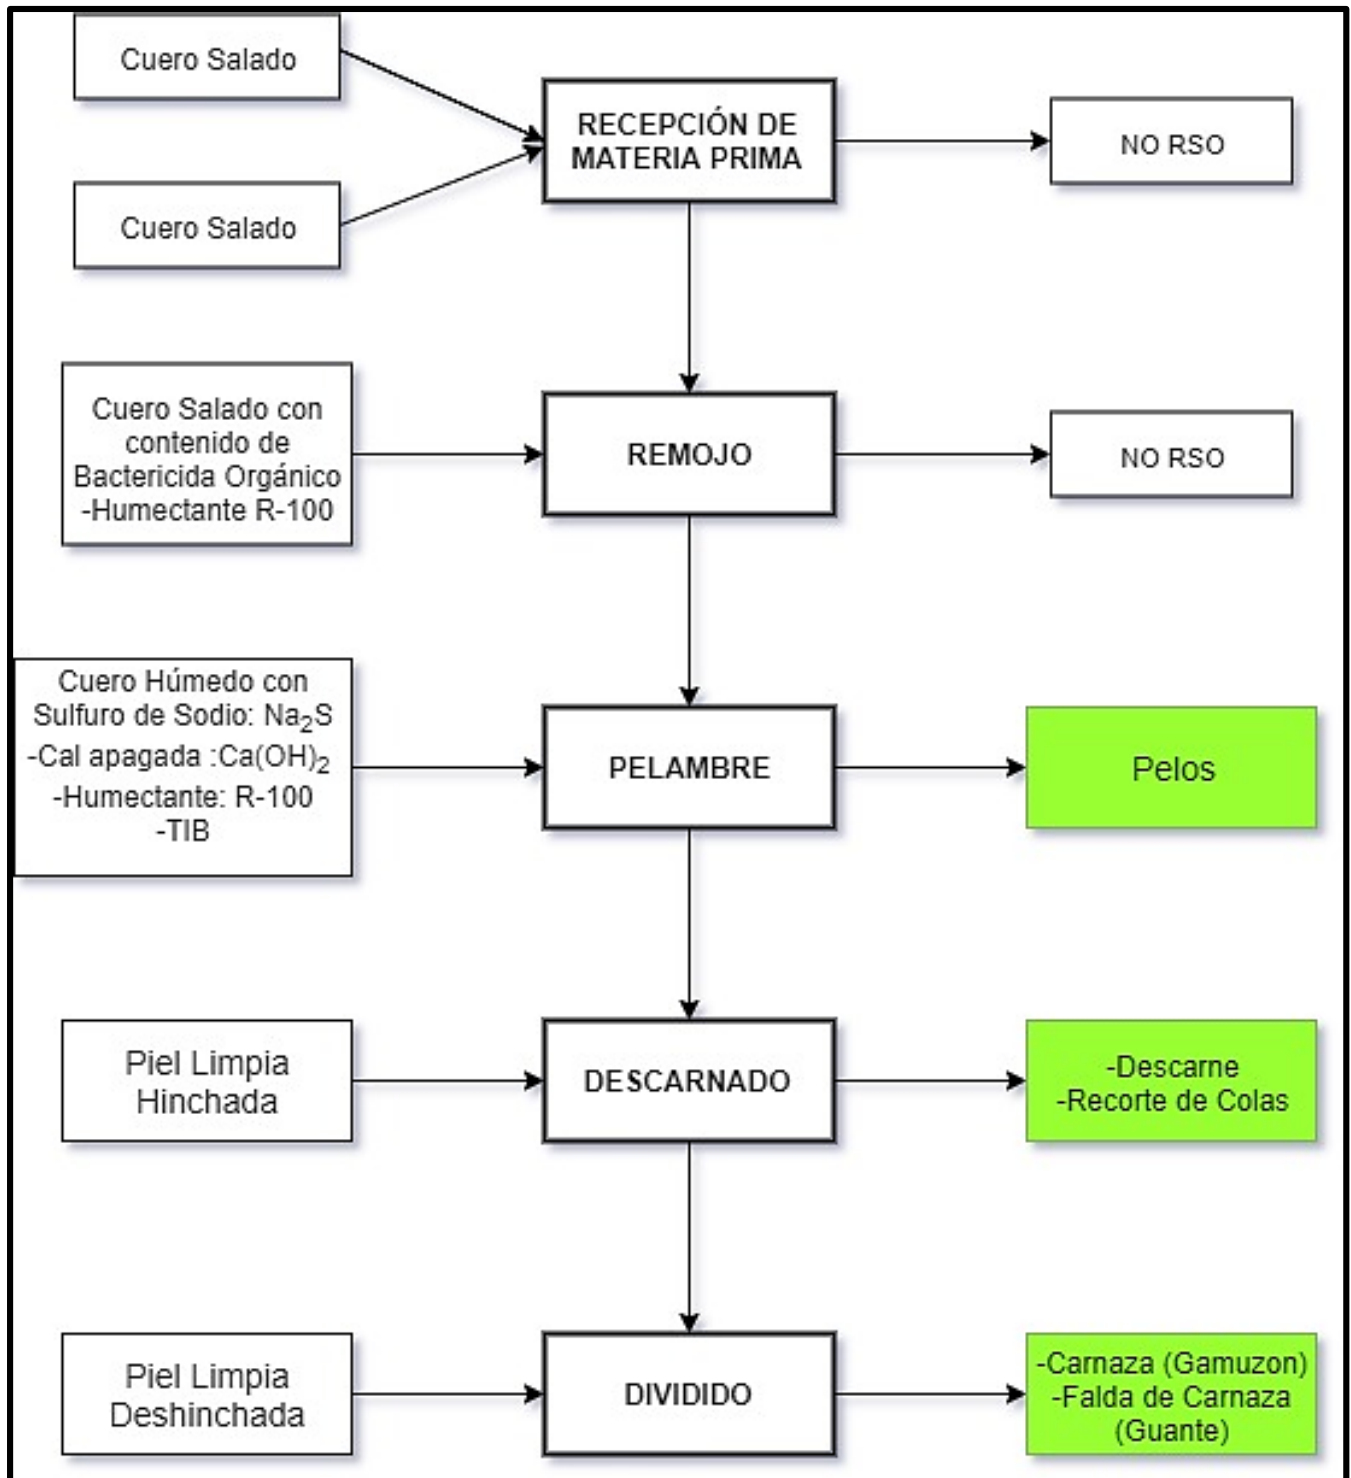 Cuero Salado
Cuero Salado
RECEPCIÓN DE
MATERIA PRIMA
NO RSO
Cuero Salado con
contenido de
Bactericida Orgánico
-Humectante R-100
REMOJO
NO RSO
Cuero Húmedo con
Sulfuro de Sodio: Na₂S
-Cal apagada :Ca(OH)₂
-Humectante: R-100
-TIB
PELAMBRE
Pelos
Piel Limpia
Hinchada
DESCARNADO
-Descarne
-Recorte de Colas
Piel Limpia
Deshinchada
DIVIDIDO
-Carnaza (Gamuzon)
-Falda de Carnaza
(Guante)